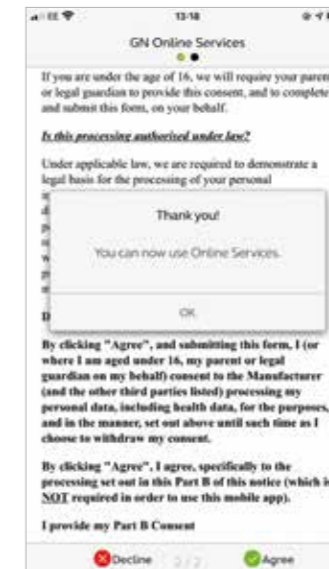 13:18
GN Online Services
If you are under the age of 16, we will require your paren
or legal guardian to provide this consent, and to complete
and submit this form, on your behalf.
Is this processing authorised under law?
Under applicable law, we are required to demonstrate a
legal basis for the processing of your personal
Thank you!
You can now use Online Services.
OK
D
By clicking "Agree", and submitting this form, I (or
where I am aged under 16, my parent or legal
guardian on my behalf) consent to the Manufacturer
(and the other third parties listed) processing my
personal data, including health data, for the purposes,
and in the manner, set out above until such time as I
choose to withdraw my consent.
By clicking "Agree", I agree, specifically to the
processing set out in this Part B of this notice (which is
NOT required in order to use this mobile app).
I provide my Part B Consent
Decline 2/2 Agree